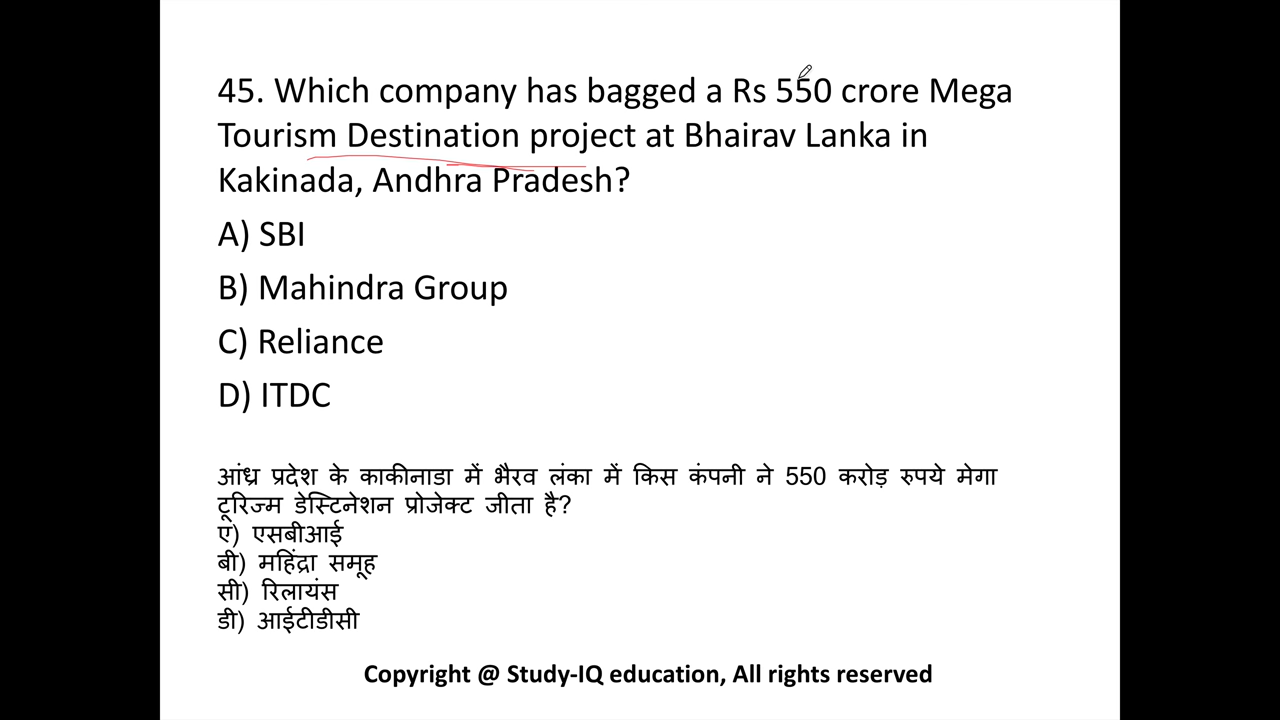 45. Which company has bagged a Rs 550 crore Mega
Tourism Destination project at Bhairav Lanka in
Kakinada, Andhra Pradesh?
A) SBI
B) Mahindra Group
C) Reliance
D) ITDC
आंध्र प्रदेश के काकीनाडा में भैरव लंका में किस कंपनी ने 550 करोड़ रुपये मेगा
टूरिज्म डेस्टिनेशन प्रोजेक्ट जीता है?
ए) एसबीआई
बी) महिंद्रा समूह
सी) रिलायंस
डी) आईटीडीसी
Copyright @ Study-IQ education, All rights reserved